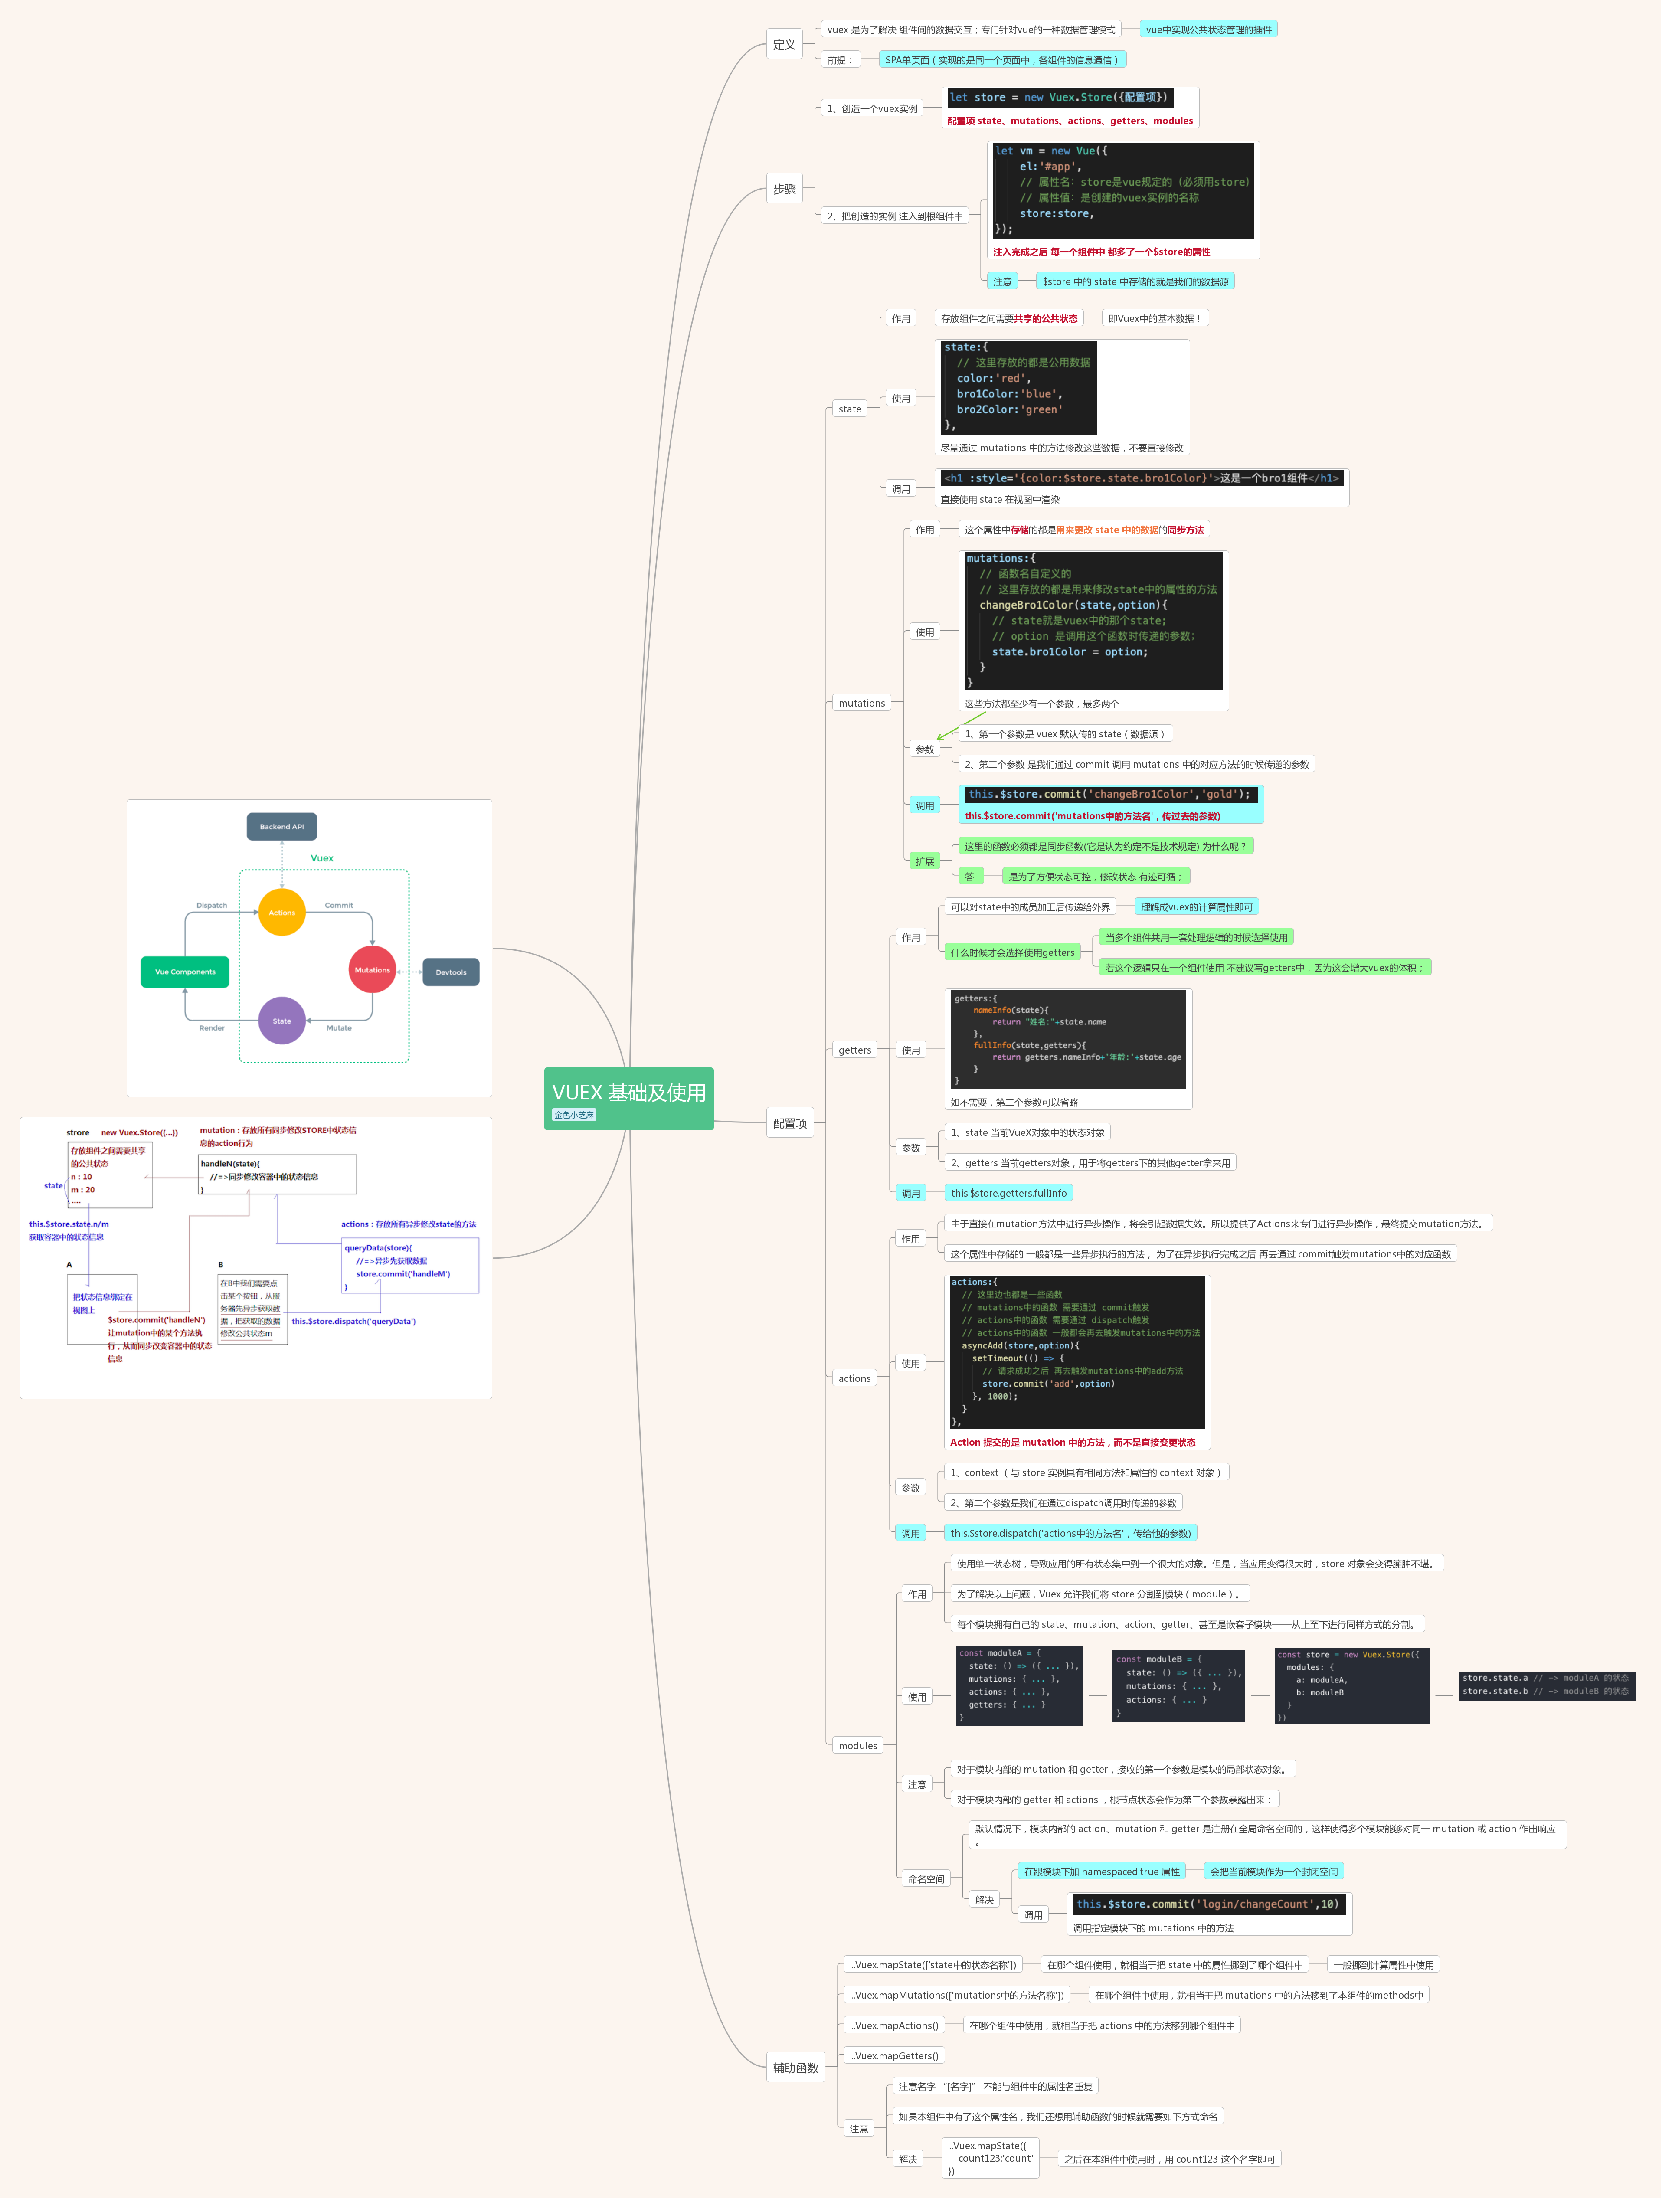 VUEX 基础及使用
金色小芝麻
定义
vuex 是为了解决 组件间的数据交互；专门针对vue的一种数据管理模式
vue中实现公共状态管理的插件
前提：
SPA单页面（实现的是同一个页面中，各组件的信息通信）
步骤
1、创造一个vuex实例
let store = new Vuex.Store({配置项})
配置项 state、mutations、actions、getters、modules
2、把创造的实例 注入到根组件中
let vm = new Vue({
el:'#app',
// 属性名：store是vue规定的（必须用store）
// 属性值：是创建的vuex实例的名称
store:store,
});
注入完成之后 每一个组件中 都多了一个$store的属性
注意
$store 中的 state 中存储的就是我们的数据源
配置项
state
作用
存放组件之间需要共享的公共状态
即Vuex中的基本数据！
使用
state:{
// 这里存放的都是公用数据
color:'red',
bro1Color:'blue',
bro2Color:'green'
},
尽量通过 mutations 中的方法修改这些数据，不要直接修改
调用
<h1 :style='{color:$store.state.bro1Color}'>这是一个bro1组件</h1>
直接使用 state 在视图中渲染
mutations
作用
这个属性中存储的都是用来更改 state 中的数据的同步方法
使用
mutations:{
// 函数名自定义的
// 这里存放的都是用来修改state中的属性的方法
changeBro1Color(state,option){
// state就是vuex中的那个state;
// option 是调用这个函数时传递的参数;
state.bro1Color = option;
}
}
这些方法都至少有一个参数，最多两个
参数
1、第一个参数是 vuex 默认传的 state（数据源）
2、第二个参数 是我们通过 commit 调用 mutations 中的对应方法的时候传递的参数
调用
this.$store.commit('changeBro1Color','gold');
this.$store.commit('mutations中的方法名'，传过去的参数)
扩展
这里的函数必须都是同步函数(它是认为约定不是技术规定) 为什么呢？
答
是为了方便状态可控，修改状态 有迹可循；
getters
作用
可以对state中的成员加工后传递给外界
理解成vuex的计算属性即可
什么时候才会选择使用getters
当多个组件共用一套处理逻辑的时候选择使用
若这个逻辑只在一个组件使用 不建议写getters中，因为这会增大vuex的体积；
使用
getters:{
nameInfo(state){
return "姓名:"+state.name
},
fullInfo(state,getters){
return getters.nameInfo+'年龄:'+state.age
}
}
如不需要，第二个参数可以省略
参数
1、state 当前VueX对象中的状态对象
2、getters 当前getters对象，用于将getters下的其他getter拿来用
调用
this.$store.getters.fullInfo
actions
作用
由于直接在mutation方法中进行异步操作，将会引起数据失效。所以提供了Actions来专门进行异步操作，最终提交mutation方法。
这个属性中存储的 一般都是一些异步执行的方法， 为了在异步执行完成之后 再去通过 commit触发mutations中的对应函数
使用
actions:{
// 这里边也都是一些函数
// mutations中的函数 需要通过 commit触发
// actions中的函数 需要通过 dispatch触发
// actions中的函数 一般都会再去触发mutations中的方法
asyncAdd(store,option){
setTimeout(() => {
// 请求成功之后 再去触发mutations中的add方法
store.commit('add',option)
}, 1000);
}
},
Action 提交的是 mutation 中的方法，而不是直接变更状态
参数
1、context （与 store 实例具有相同方法和属性的 context 对象）
2、第二个参数是我们在通过dispatch调用时传递的参数
调用
this.$store.dispatch('actions中的方法名'，传给他的参数)
modules
作用
使用单一状态树，导致应用的所有状态集中到一个很大的对象。但是，当应用变得很大时，store 对象会变得臃肿不堪。
为了解决以上问题，Vuex 允许我们将 store 分割到模块（module）。
每个模块拥有自己的 state、mutation、action、getter、甚至是嵌套子模块——从上至下进行同样方式的分割。
使用
const moduleA = {
state: () => ({ ... }),
mutations: { ... },
actions: { ... },
getters: { ... }
}
const moduleB = {
state: () => ({ ... }),
mutations: { ... },
actions: { ... }
}
const store = new Vuex.Store({
modules: {
a: moduleA,
b: moduleB
}
})
store.state.a // -> moduleA 的状态
store.state.b // -> moduleB 的状态
注意
对于模块内部的 mutation 和 getter，接收的第一个参数是模块的局部状态对象。
对于模块内部的 getter 和 actions ，根节点状态会作为第三个参数暴露出来：
命名空间
默认情况下，模块内部的 action、mutation 和 getter 是注册在全局命名空间的，这样使得多个模块能够对同一 mutation 或 action 作出响应
。
解决
在跟模块下加 namespaced:true 属性
会把当前模块作为一个封闭空间
调用
this.$store.commit('login/changeCount',10)
调用指定模块下的 mutations 中的方法
辅助函数
...Vuex.mapState(['state中的状态名称'])
在哪个组件使用，就相当于把 state 中的属性挪到了哪个组件中
一般挪到计算属性中使用
...Vuex.mapMutations(['mutations中的方法名称'])
在哪个组件中使用，就相当于把 mutations 中的方法移到了本组件的methods中
...Vuex.mapActions()
在哪个组件中使用，就相当于把 actions 中的方法移到哪个组件中
...Vuex.mapGetters()
注意
注意名字 “[名字]” 不能与组件中的属性名重复
如果本组件中有了这个属性名，我们还想用辅助函数的时候就需要如下方式命名
解决
...Vuex.mapState({
count123:'count'
})
之后在本组件中使用时，用 count123 这个名字即可
Backend API
Vuex
Dispatch
Actions
Commit
Vue Components
Mutations
Devtools
State
Render
Mutate
strore new Vuex.Store({...})
存放组件之间需要共享
的公共状态
n：10
m：20
....
state
mutation：存放所有同步修改STORE中状态信
息的action行为
handleN(state){
//=>同步修改容器中的状态信息
}
this.$store.state.n/m
获取容器中的状态信息
actions：存放所有异步修改state的方法
queryData(store){
//=>异步先获取数据
store.commit('handleM')
}
A
把状态信息绑定在
视图上
B
在B中我们需要点
击某个按钮，从服
务器先异步获取数
据，把获取的数据
修改公共状态m
$store.commit('handleN')
让mutation中的某个方法执
行，从而同步改变容器中的状态
信息
this.$store.dispatch('queryData')